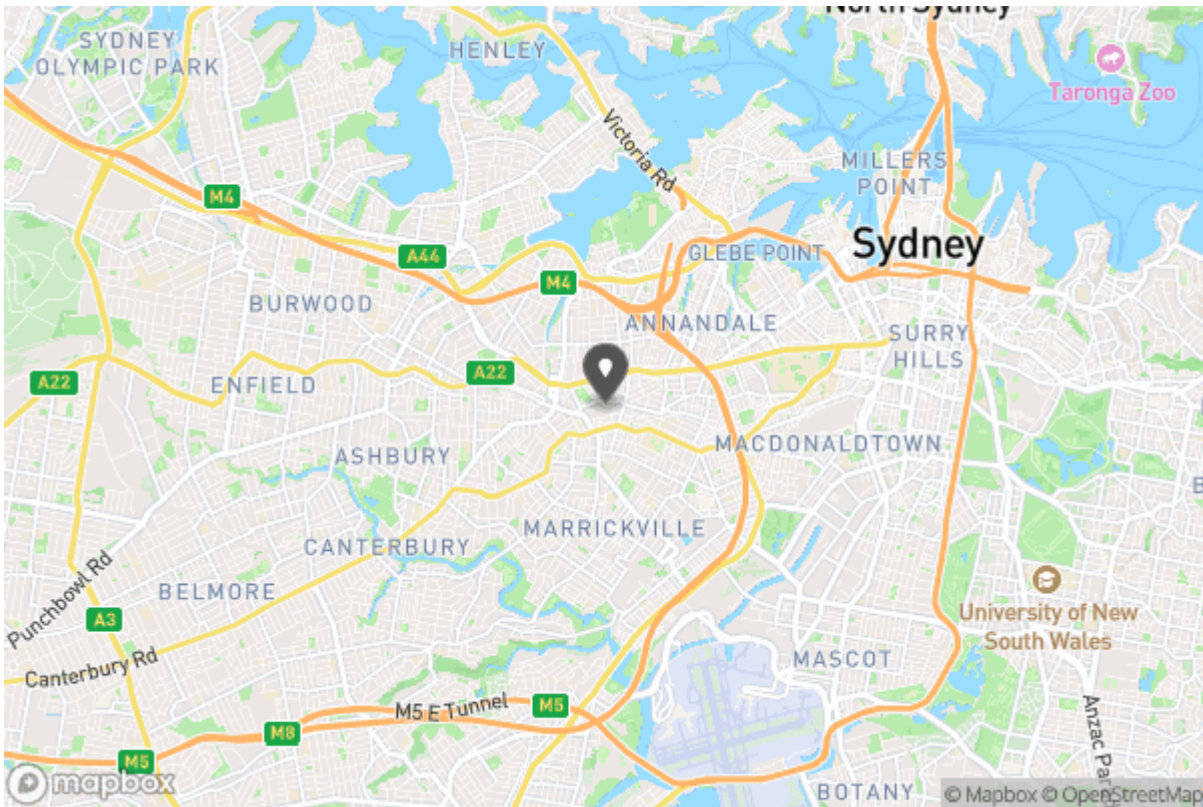 North Sydney
SYDNEY
OLYMPIC PARK
HENLEY
Taronga Zoo
Victoria Rd
MILLERS
POINT
M4
A44
M4
GLEBE POINT
Sydney
BURWOOD
ANNANDALE
SURRY
HILLS
A22
ENFIELD
A22
ASHBURY
MACDONALDTOWN
CANTERBURY
MARRICKVILLE
Punchbowl Rd
BELMORE
A3
University of New
South Wales
Canterbury Rd
MASCOT
M5 E Tunnel
M5
M8
M5
Anzac Par
BOTANY
mapbox
© Mapbox © OpenStreetMap